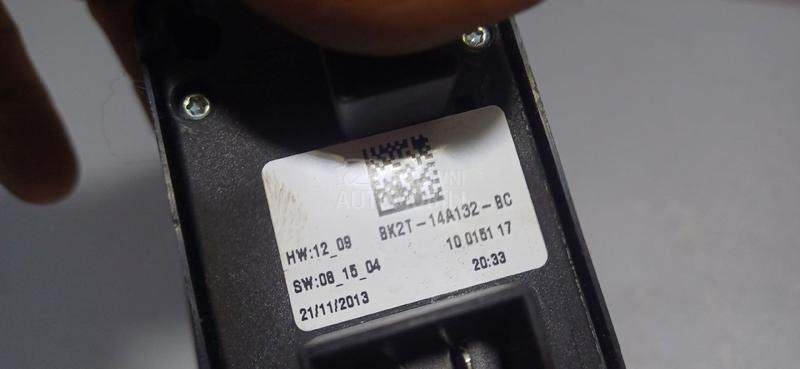 BK2T-14A132-BC
HW:12_09
10 0151 17
SW:08_15_04
20:33
21/11/2013